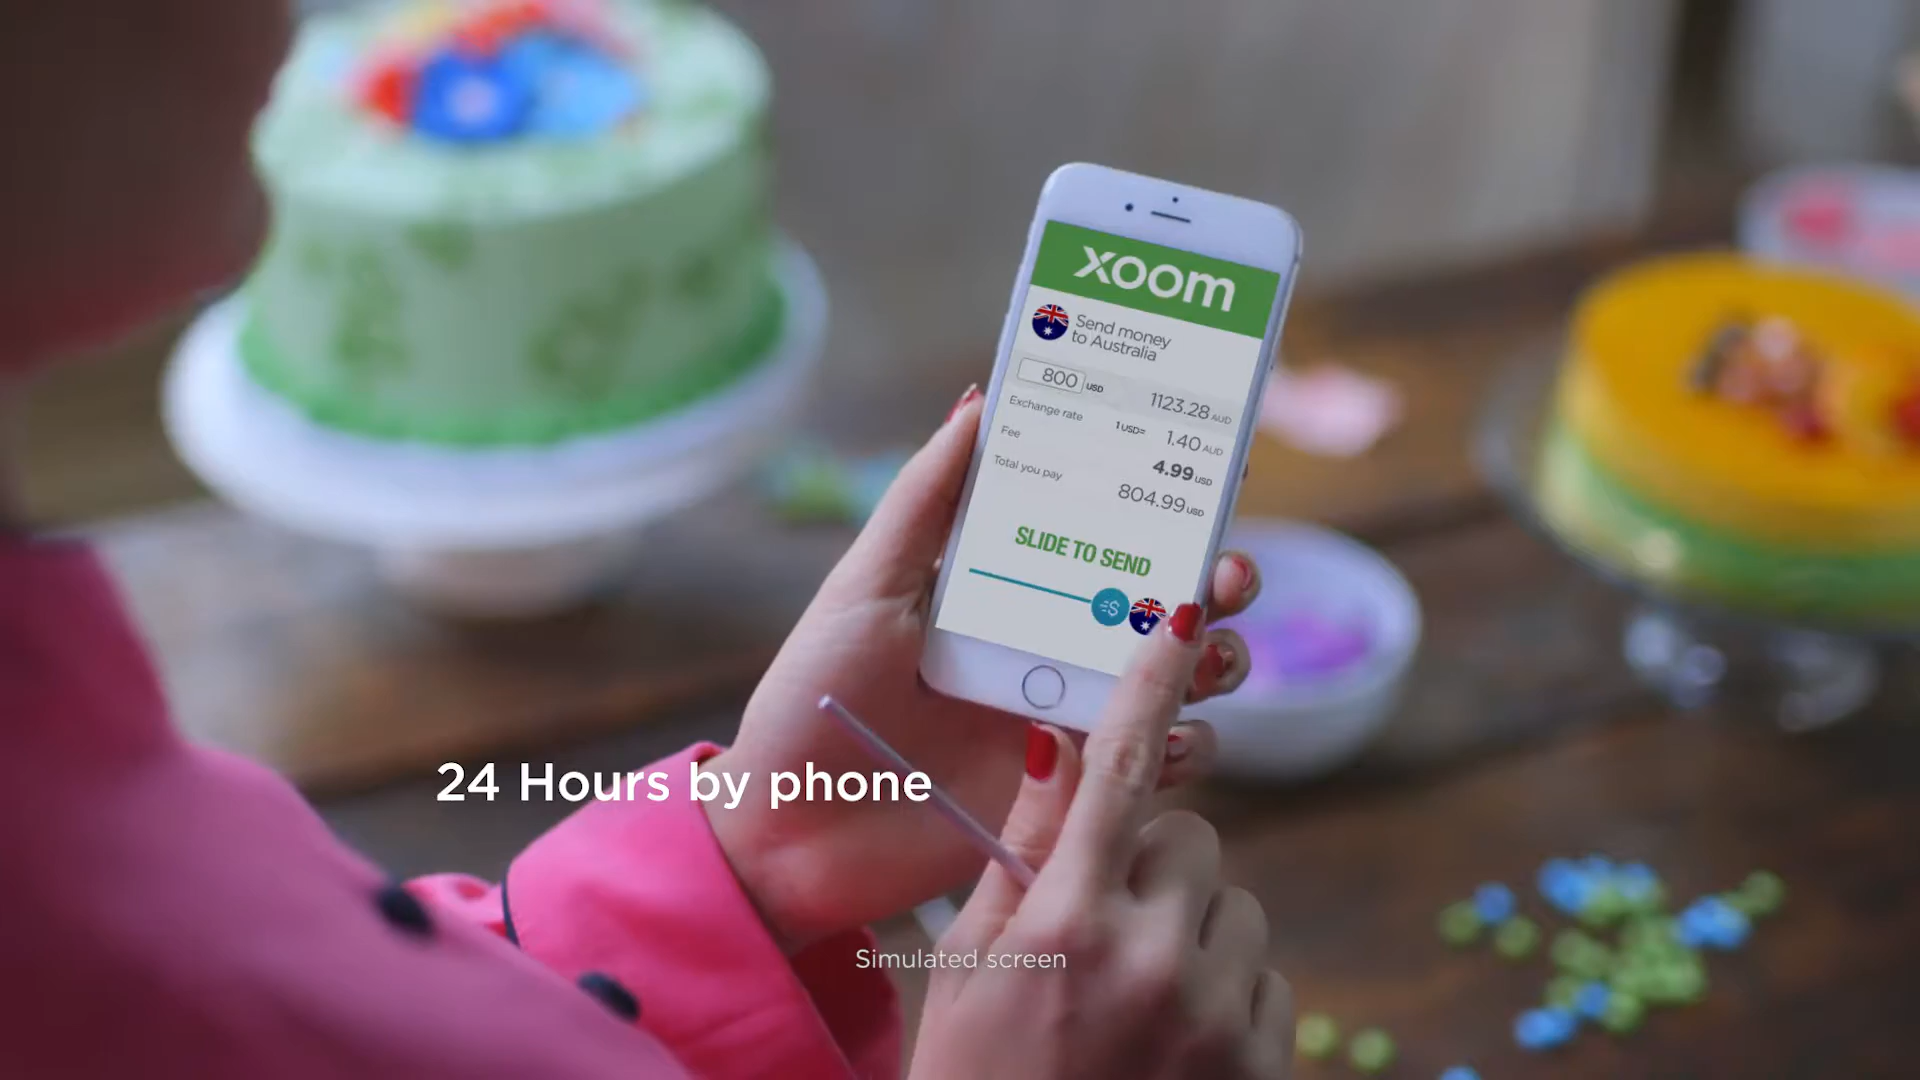 xoom
Send money
to Australia
800 USD 1123.28 AUD
Exchange rate 1 USD= 1.40 AUD
Fee 4.99 USD
Total you pay 804.99 USD
SLIDE TO SEND
$
24 Hours by phone
Simulated screen